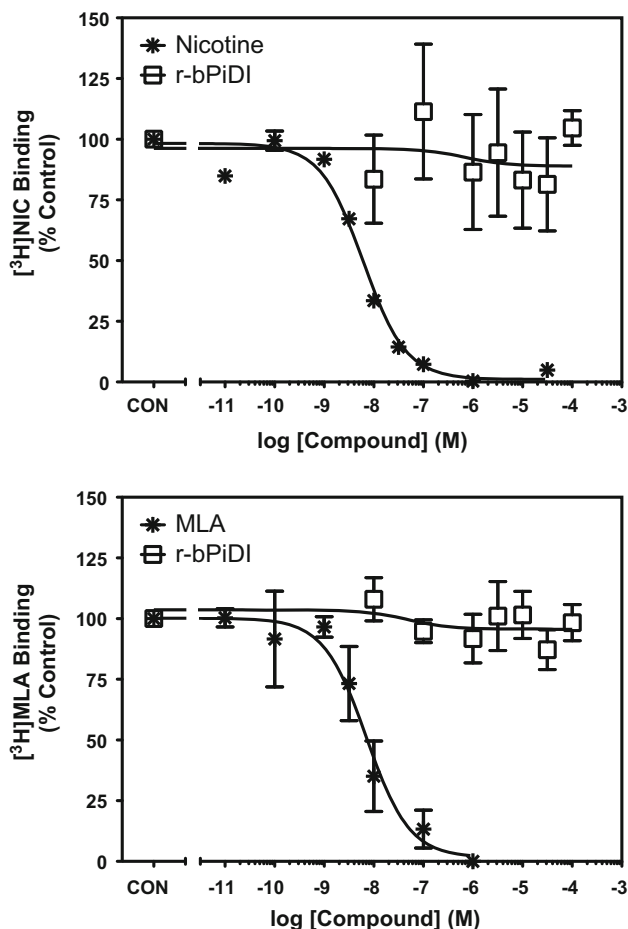 150
125
100
75
50
25
0
[³H]NIC Binding
(% Control)
Nicotine
r-bPiDI
CON -11 -10 -9 -8 -7 -6 -5 -4 -3
log [Compound] (M)
150
125
100
75
50
25
0
[³H]MLA Binding
(% Control)
MLA
r-bPiDI
CON -11 -10 -9 -8 -7 -6 -5 -4 -3
log [Compound] (M)